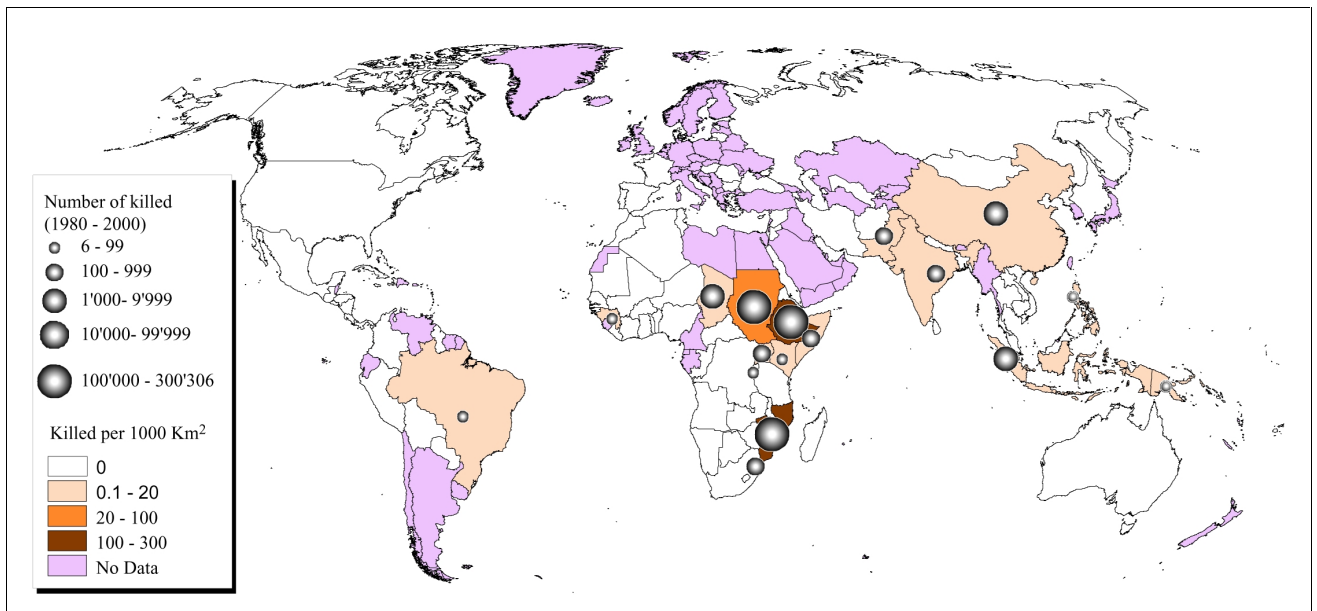 Number of killed
(1980 - 2000)
6 - 99
100 - 999
1'000- 9'999
10'000- 99'999
100'000 - 300'306
Killed per 1000 Km2
0
0.1 - 20
20 - 100
100 - 300
No Data